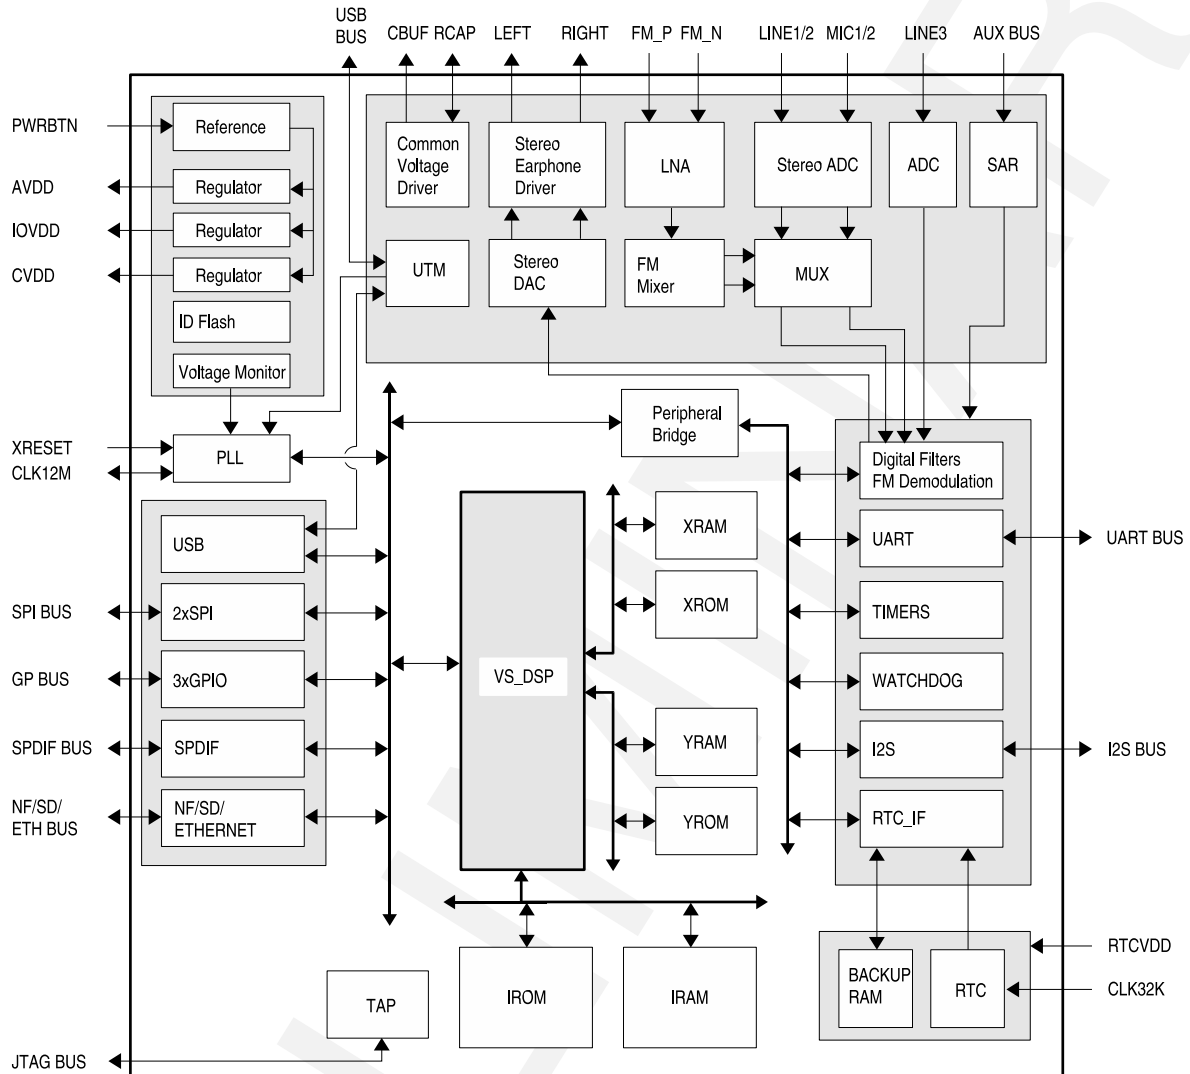 USB
BUS
CBUF RCAP LEFT RIGHT FM_P FM_N LINE1/2 MIC1/2 LINE3 AUX BUS
PWRBTN
AVDD
IOVDD
CVDD
Reference
Regulator
Regulator
Regulator
ID Flash
Voltage Monitor
Common
Voltage
Driver
Stereo
Earphone
Driver
LNA
Stereo ADC
ADC
SAR
UTM
Stereo
DAC
FM
Mixer
MUX
XRESET
CLK12M
PLL
Peripheral
Bridge
Digital Filters
FM Demodulation
USB
2xSPI
3xGPIO
SPDIF
NF/SD/
ETHERNET
SPI BUS
GP BUS
SPDIF BUS
NF/SD/
ETH BUS
VS_DSP
XRAM
XROM
YRAM
YROM
UART
TIMERS
WATCHDOG
I2S
RTC_IF
UART BUS
I2S BUS
IROM
IRAM
TAP
JTAG BUS
BACKUP
RAM
RTC
RTCVDD
CLK32K